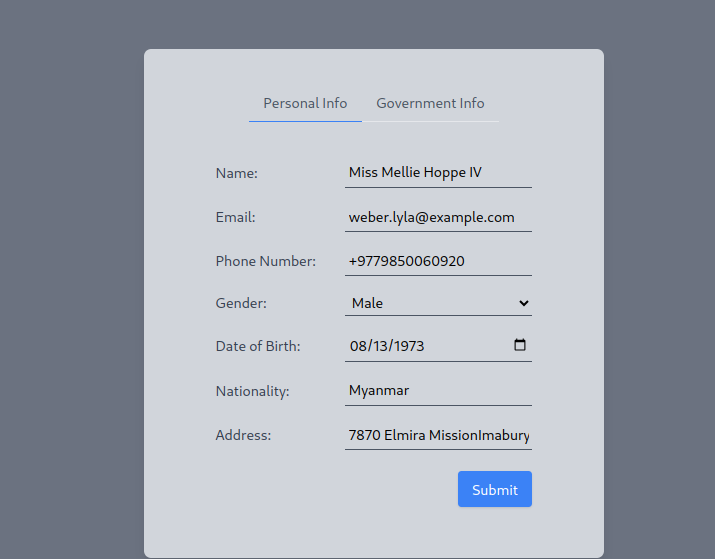 Personal Info Government Info
Name: Miss Mellie Hoppe IV
Email: weber.lyla@example.com
Phone Number: +9779850060920
Gender: Male
Date of Birth: 08/13/1973
Nationality: Myanmar
Address: 7870 Elmira MissionImabury
Submit